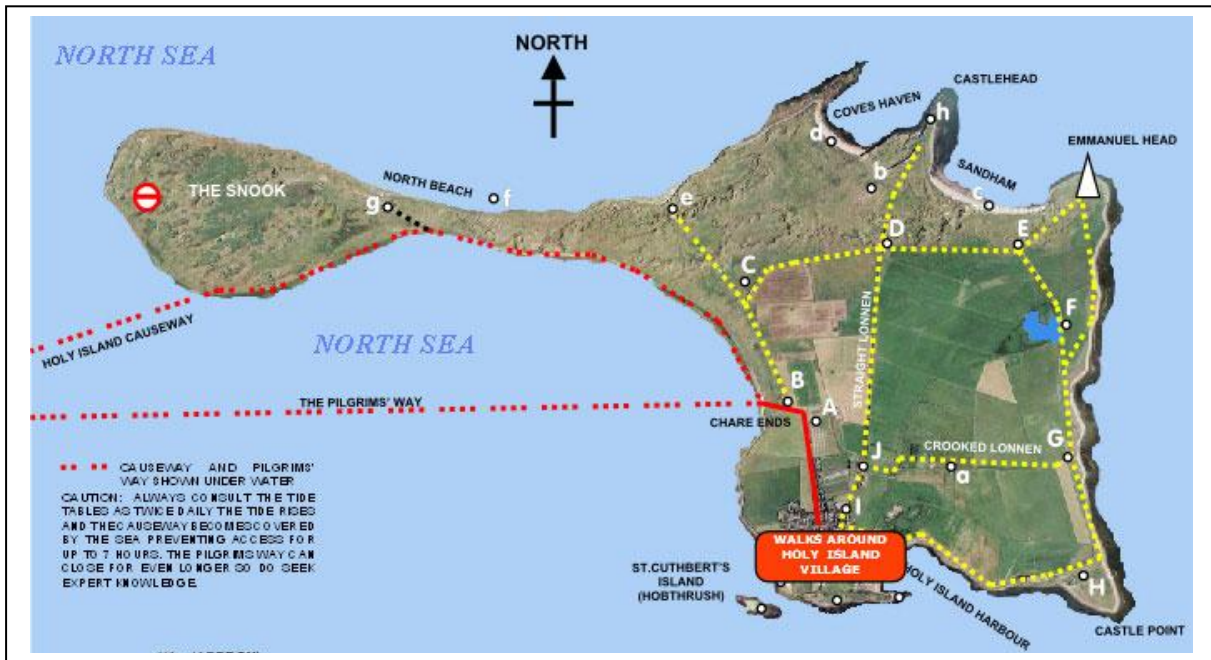 NORTH SEA
NORTH
CASTLEHEAD
COVES HAVEN
h
d
EMMANUEL HEAD
THE SNOOK
NORTH BEACH
b
SANDHAM
g
f
e
c
D
E
C
F
HOLY ISLAND CAUSEWAY
NORTH SEA
STRAIGHT LONNEN
THE PILGRIMS' WAY
B
A
CHARE ENDS
CROOKED LONNEN
G
J
a
CAUSEWAY AND PILGRIMS'
WAY SHOWN UNDER WATER
CAUTION: ALWAYS CONSULT THE TIDE
TABLES AS TWICE DAILY THE TIDE RISES
AND THE CAUSEWAY BECOMES COVERED
BY THE SEA PREVENTING ACCESS FOR
UP TO 7 HOURS. THE PILGRIMS WAY CAN
CLOSE FOR EVEN LONGER SO DO SEEK
EXPERT KNOWLEDGE.
I
WALKS AROUND
HOLY ISLAND
VILLAGE
ST.CUTHBERT'S
ISLAND
(HOBTHRUSH)
HOLY ISLAND HARBOUR
H
CASTLE POINT